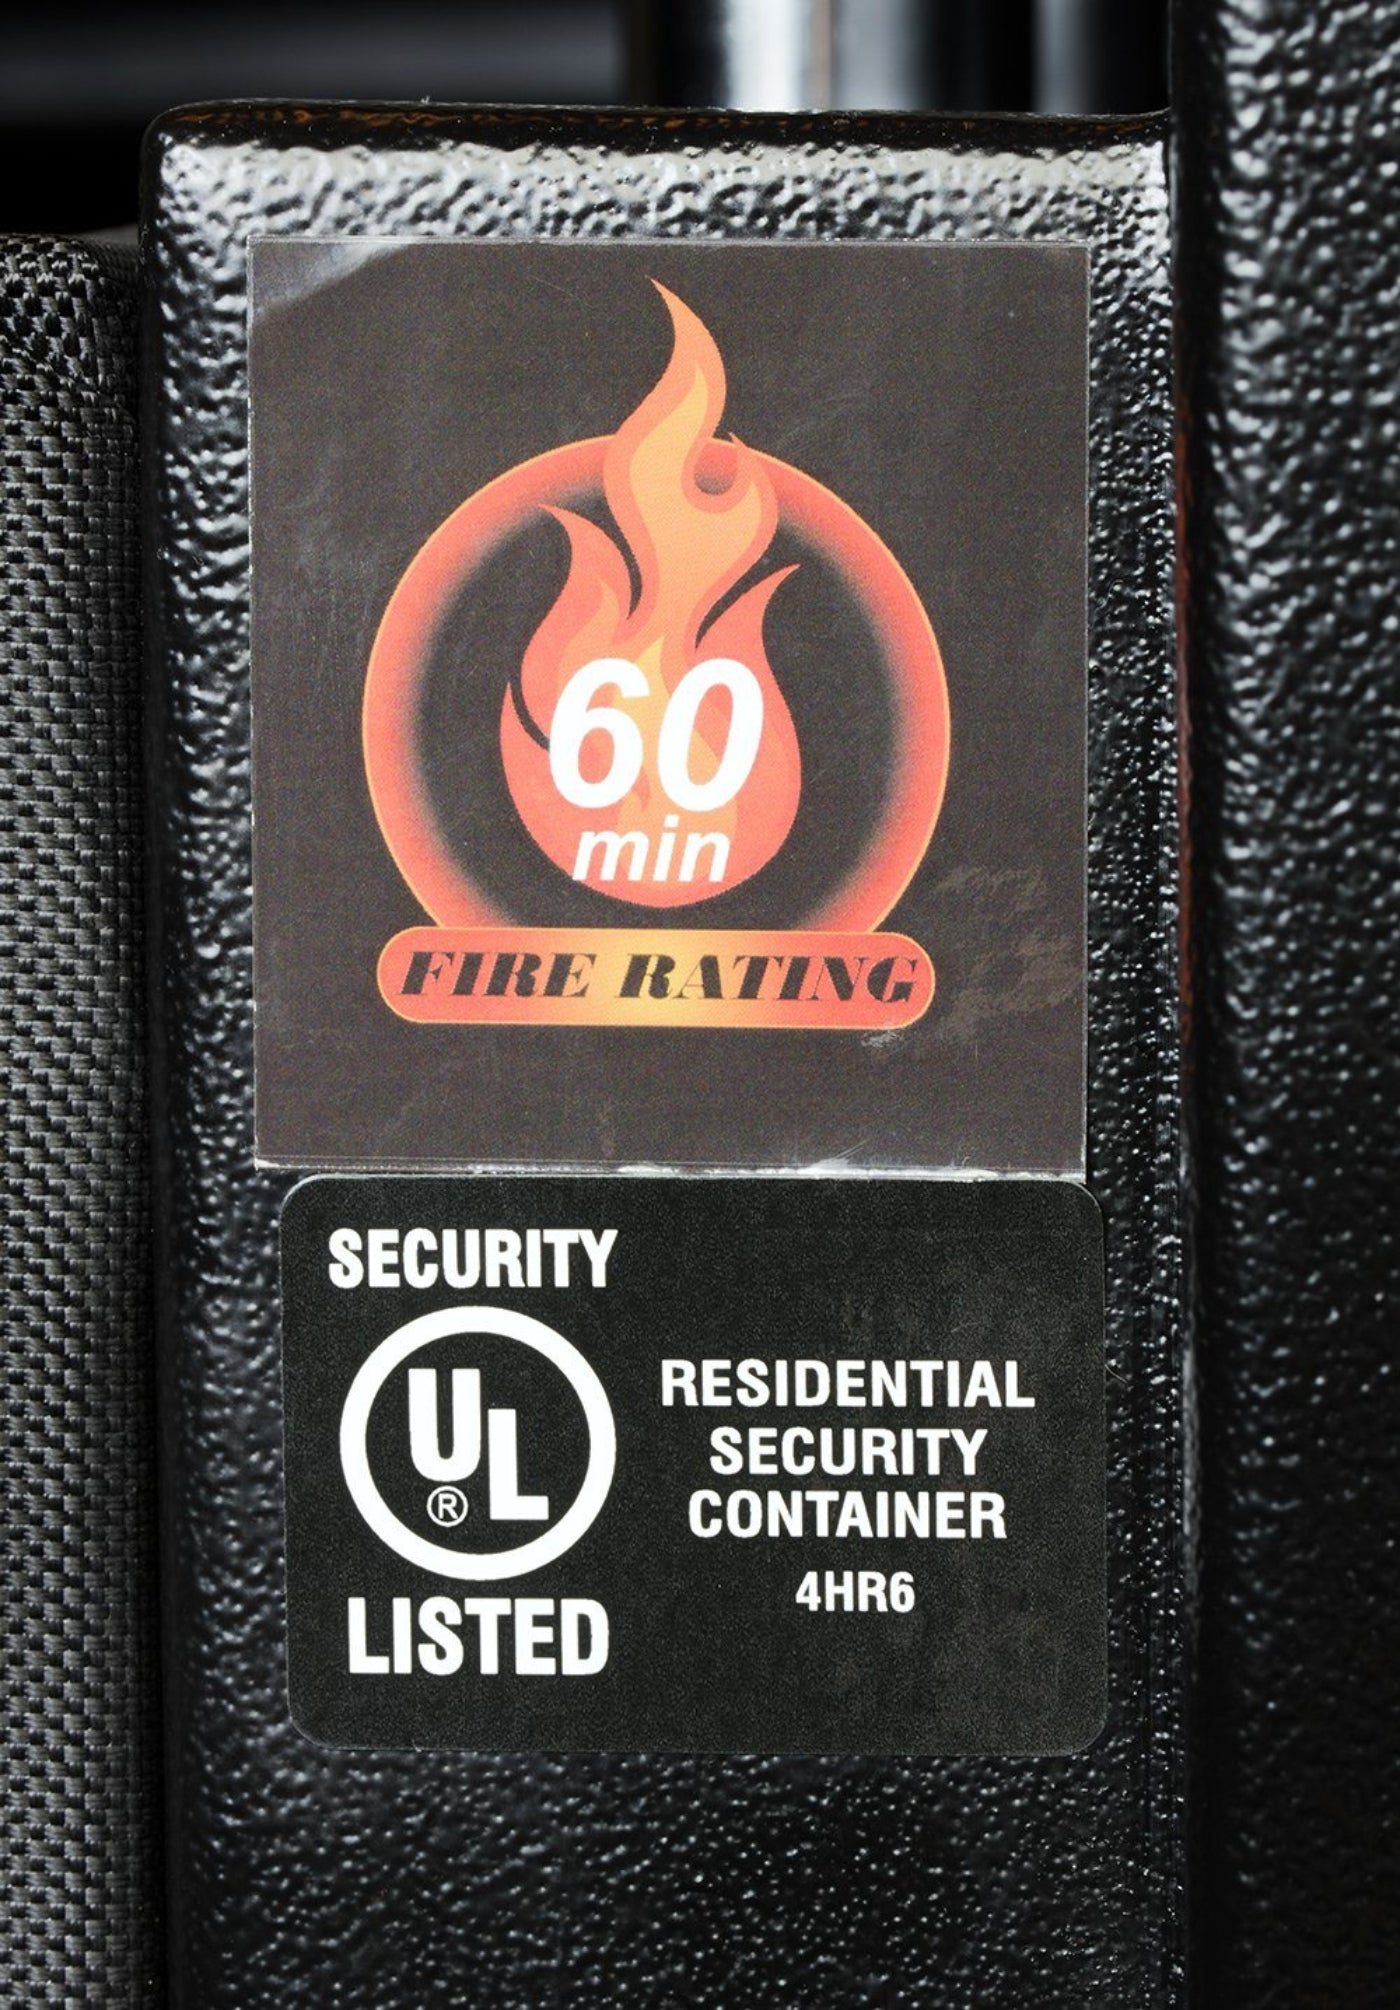 60
min
FIRE RATING
SECURITY
UL
®
LISTED
RESIDENTIAL
SECURITY
CONTAINER
4HR6